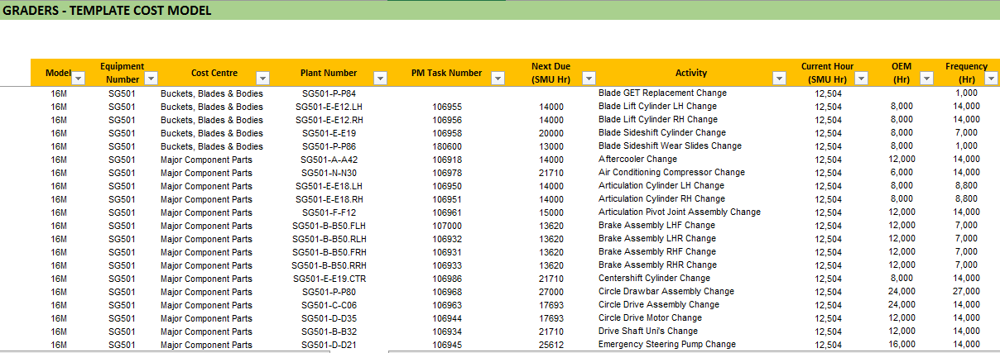 GRADERS - TEMPLATE COST MODEL
Model Equipment Number Cost Centre Plant Number PM Task Number Next Due (SMU Hr) Activity Current Hour (SMU Hr) OEM (Hr) Frequency (Hr)
16M SG501 Buckets, Blades & Bodies SG501-P-P84 Blade GET Replacement Change 12,504 1,000
16M SG501 Buckets, Blades & Bodies SG501-E-E12.LH 106955 14000 Blade Lift Cylinder LH Change 12,504 8,000 14,000
16M SG501 Buckets, Blades & Bodies SG501-E-E12.RH 106956 14000 Blade Lift Cylinder RH Change 12,504 8,000 14,000
16M SG501 Buckets, Blades & Bodies SG501-E-E19 106958 20000 Blade Sideshift Cylinder Change 12,504 8,000 7,000
16M SG501 Buckets, Blades & Bodies SG501-P-P86 180600 13000 Blade Sideshift Wear Slides Change 12,504 8,000 1,000
16M SG501 Major Component Parts SG501-A-A42 106918 14000 Aftercooler Change 12,504 12,000 14,000
16M SG501 Major Component Parts SG501-N-N30 106978 21710 Air Conditioning Compressor Change 12,504 6,000 14,000
16M SG501 Major Component Parts SG501-E-E18.LH 106950 14000 Articulation Cylinder LH Change 12,504 8,000 8,800
16M SG501 Major Component Parts SG501-E-E18.RH 106951 14000 Articulation Cylinder RH Change 12,504 8,000 8,800
16M SG501 Major Component Parts SG501-F-F12 106961 15000 Articulation Pivot Joint Assembly Change 12,504 12,000 14,000
16M SG501 Major Component Parts SG501-B-B50.FLH 107000 13620 Brake Assembly LHF Change 12,504 12,000 7,000
16M SG501 Major Component Parts SG501-B-B50.RLH 106932 13620 Brake Assembly LHR Change 12,504 12,000 7,000
16M SG501 Major Component Parts SG501-B-B50.FRH 106931 13620 Brake Assembly RHF Change 12,504 12,000 7,000
16M SG501 Major Component Parts SG501-B-B50.RRH 106933 13620 Brake Assembly RHR Change 12,504 12,000 7,000
16M SG501 Major Component Parts SG501-E-E19.CTR 106986 21710 Centershift Cylinder Change 12,504 8,000 14,000
16M SG501 Major Component Parts SG501-P-P80 106968 27000 Circle Drawbar Assembly Change 12,504 24,000 27,000
16M SG501 Major Component Parts SG501-C-C06 106963 17693 Circle Drive Assembly Change 12,504 24,000 14,000
16M SG501 Major Component Parts SG501-D-D35 106944 17693 Circle Drive Motor Change 12,504 12,000 14,000
16M SG501 Major Component Parts SG501-B-B32 106934 21710 Drive Shaft Uni's Change 12,504 12,000 14,000
16M SG501 Major Component Parts SG501-D-D21 106945 25612 Emergency Steering Pump Change 12,504 16,000 14,000